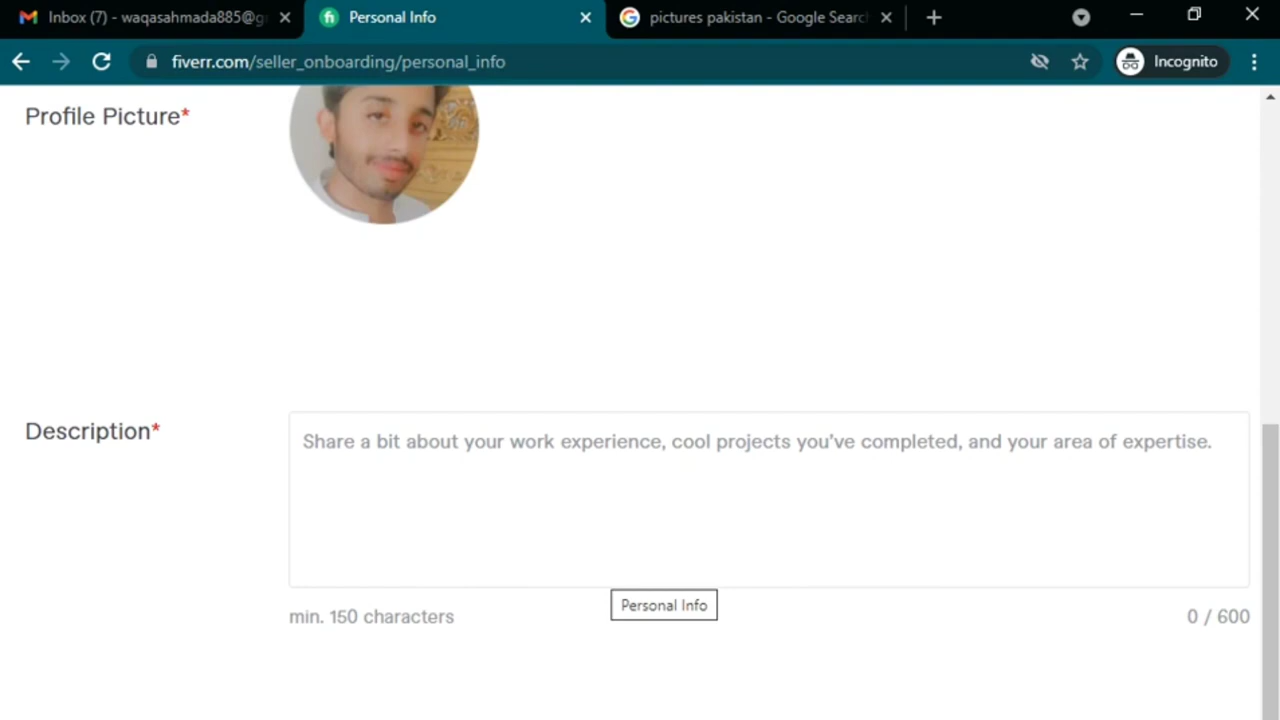 Inbox (7) - waqasahmada885@g
Personal Info
pictures pakistan - Google Search
fiverr.com/seller_onboarding/personal_info
Incognito
Profile Picture*
Description*
Share a bit about your work experience, cool projects you've completed, and your area of expertise.
Personal Info
min. 150 characters
0 / 600